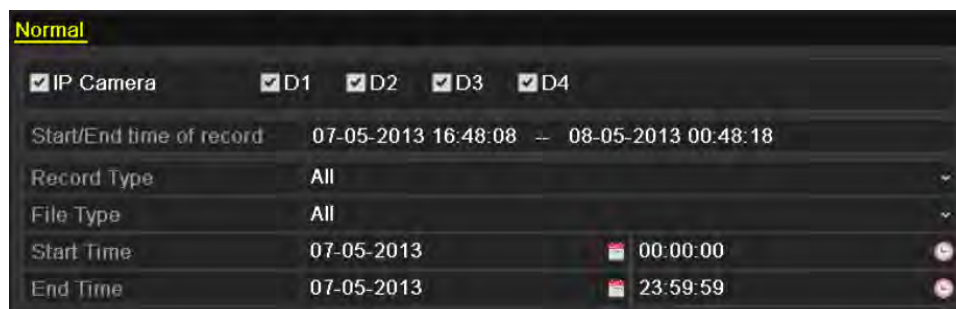 Normal
IP Camera D1 D2 D3 D4
Start/End time of record 07-05-2013 16:48:08 -- 08-05-2013 00:48:18
Record Type All
File Type All
Start Time 07-05-2013 00:00:00
End Time 07-05-2013 23:59:59